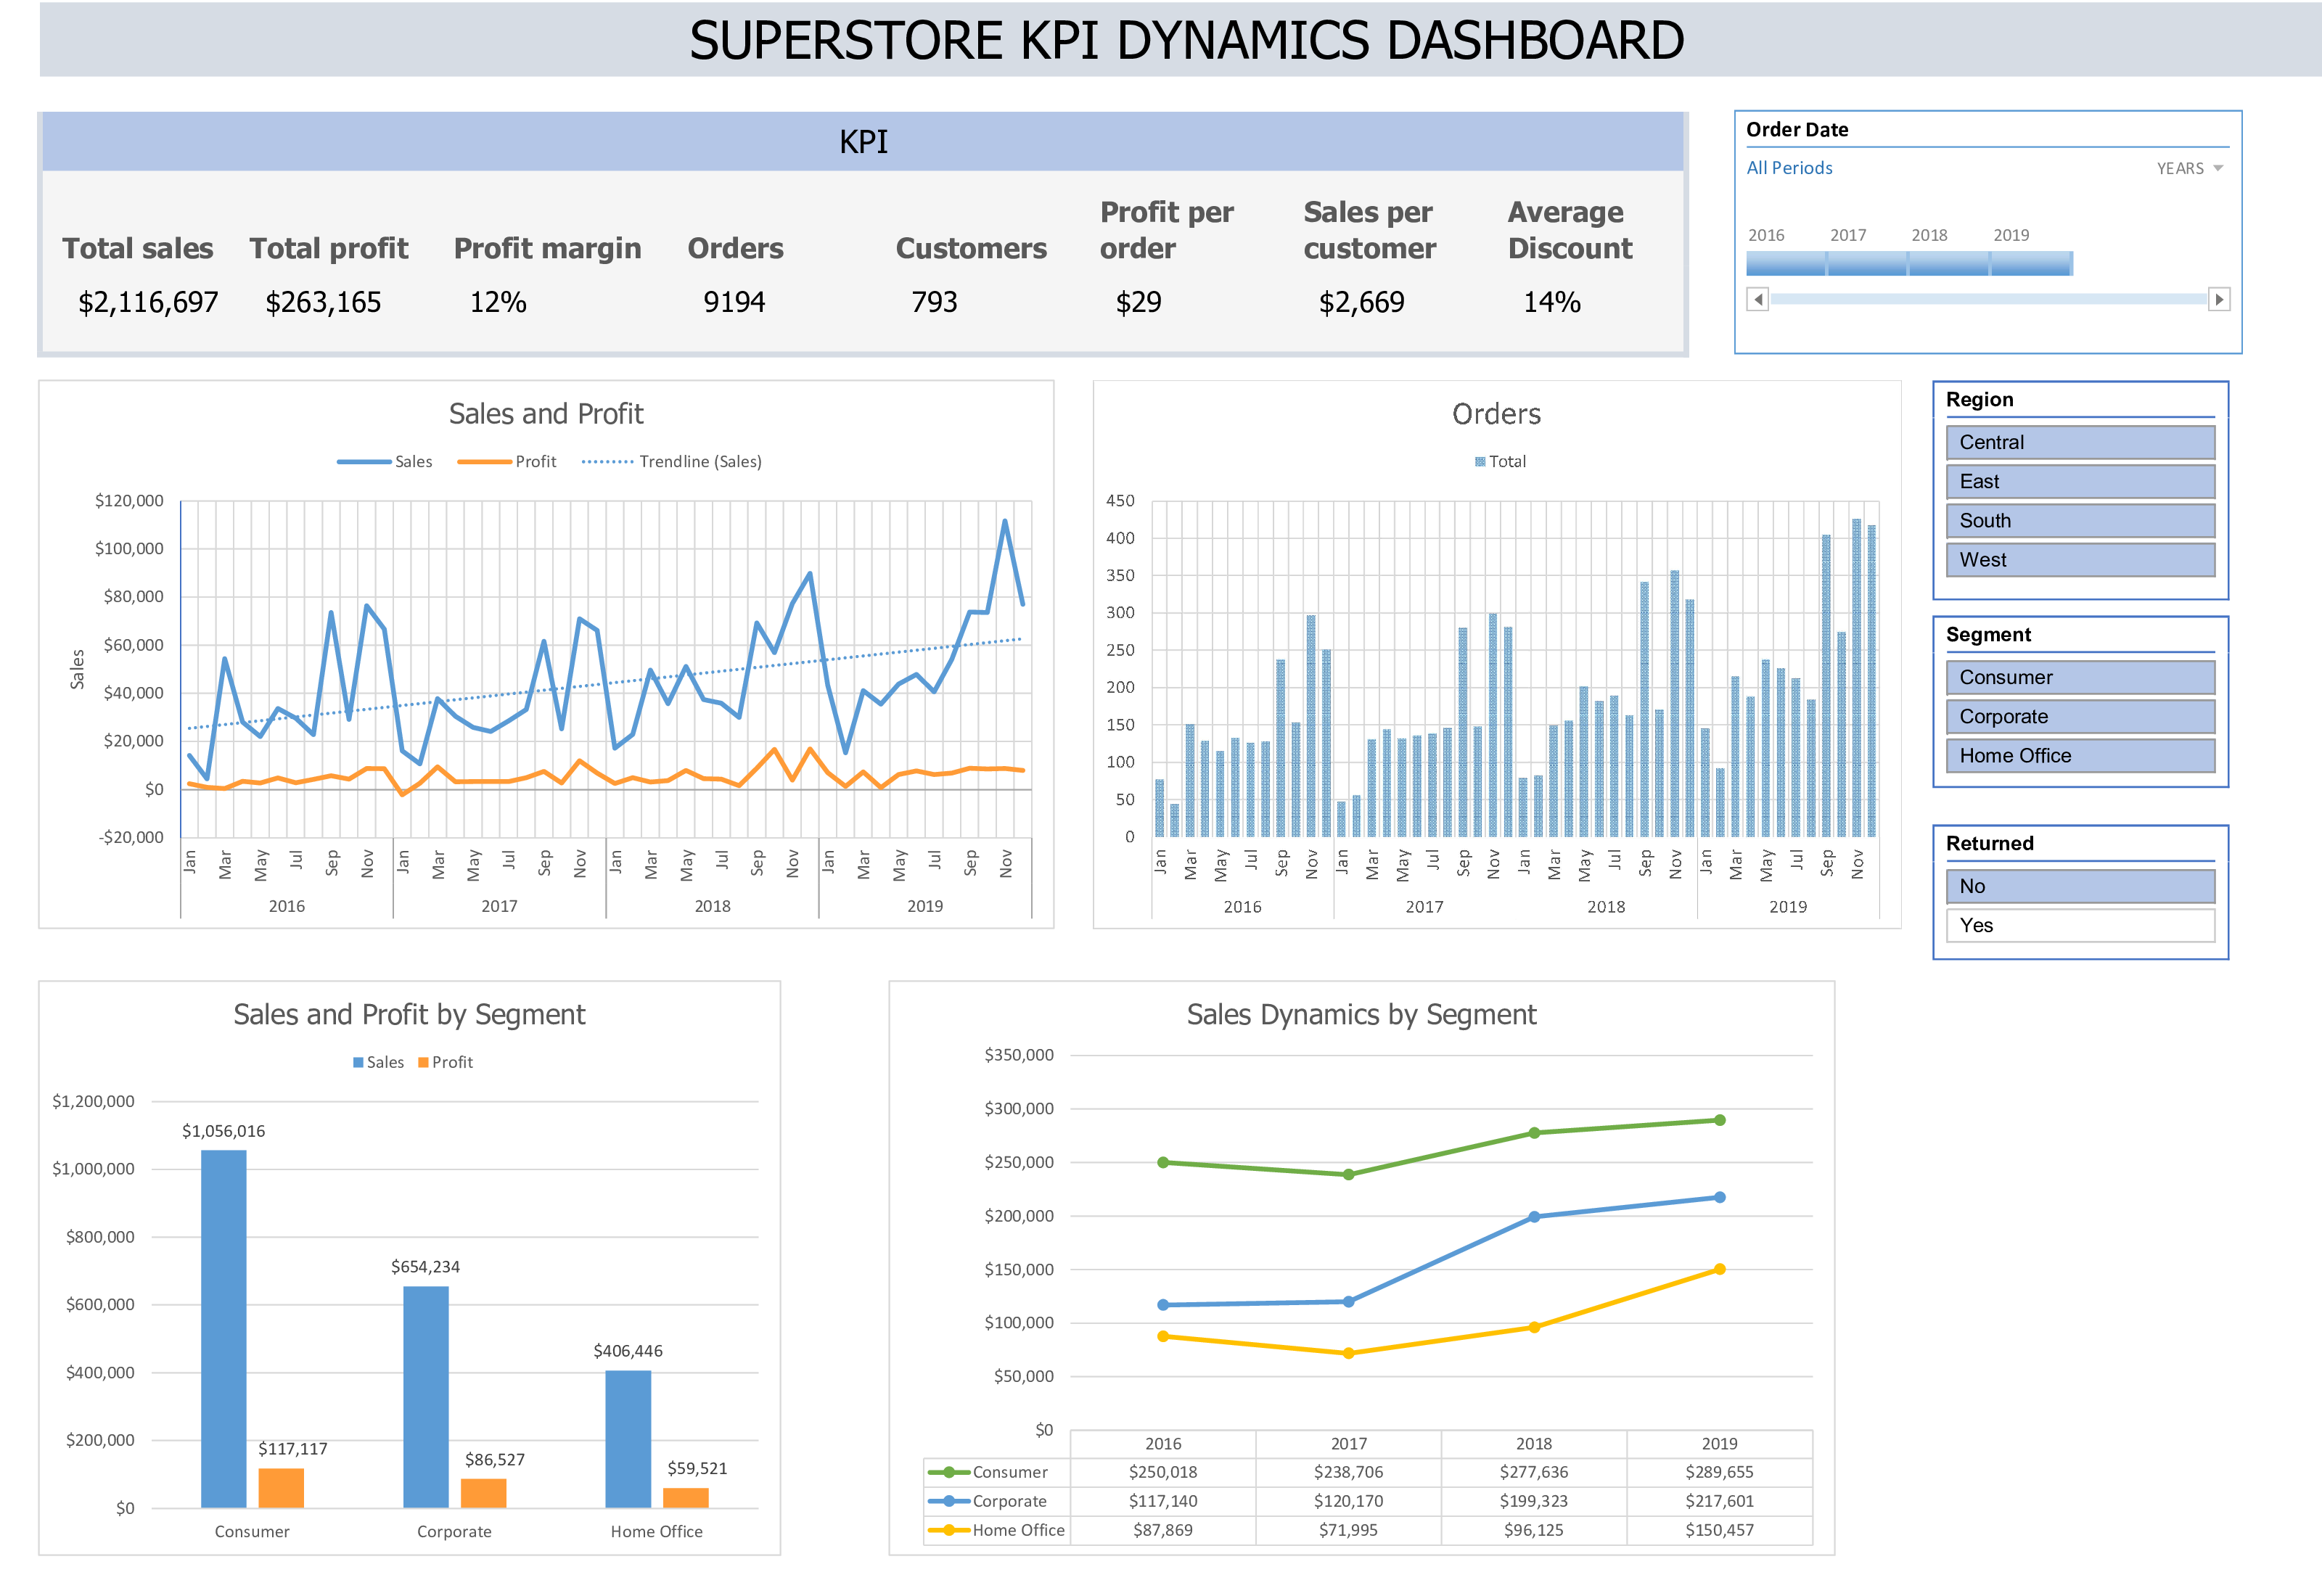 SUPERSTORE KPI DYNAMICS DASHBOARD
KPI
Total sales Total profit Profit margin Orders Customers Profit per order Sales per customer Average Discount
$2,116,697 $263,165 12% 9194 793 $29 $2,669 14%
Order Date
All Periods YEARS
2016 2017 2018 2019
Sales and Profit
Sales Profit Trendline (Sales)
$120,000
$100,000
$80,000
$60,000
$40,000
$20,000
$0
-$20,000
Sales
Jan Mar May Jul Sep Nov Jan Mar May Jul Sep Nov Jan Mar May Jul Sep Nov Jan Mar May Jul Sep Nov
2016 2017 2018 2019
Orders
Total
450
400
350
300
250
200
150
100
50
0
Jan Mar May Jul Sep Nov Jan Mar May Jul Sep Nov Jan Mar May Jul Sep Nov Jan Mar May Jul Sep Nov
2016 2017 2018 2019
Region
Central
East
South
West
Segment
Consumer
Corporate
Home Office
Returned
No
Yes
Sales and Profit by Segment
Sales Profit
$1,200,000
$1,000,000
$800,000
$600,000
$400,000
$200,000
$0
$1,056,016
$117,117
$654,234
$86,527
$406,446
$59,521
Consumer Corporate Home Office
Sales Dynamics by Segment
$350,000
$300,000
$250,000
$200,000
$150,000
$100,000
$50,000
$0
2016 2017 2018 2019
Consumer $250,018 $238,706 $277,636 $289,655
Corporate $117,140 $120,170 $199,323 $217,601
Home Office $87,869 $71,995 $96,125 $150,457